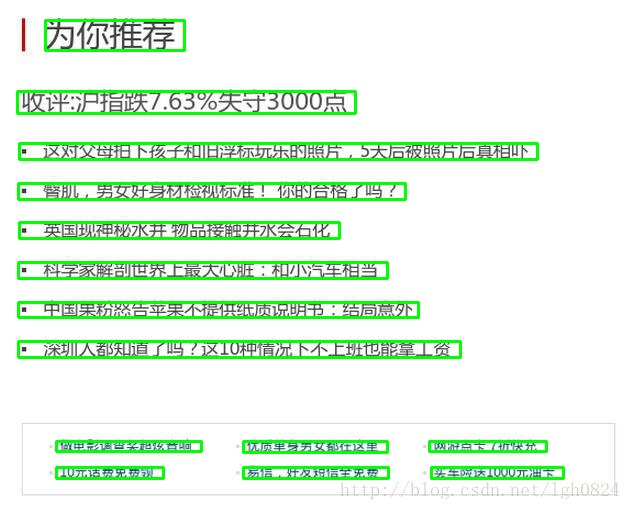 为你推荐
收评:沪指跌7.63%失守3000点
这对父母拍下孩子和旧浮标玩乐的照片，5天后被照片后真相吓
臀肌，男女好身材检视标准！ 你的合格了吗？
英国现神秘水井 物品接触井水会石化
科学家解剖世界上最大心脏：和小汽车相当
中国果粉怒告苹果不提供纸质说明书：结局意外
深圳人都知道了吗？这10种情况下不上班也能拿工资
做电影调查奖超炫音响 优质单身男女都在这里 网游点卡 7折快充
10元话费免费领 易信，好友短信全免费 买车险送1000元油卡
http://blog.csdn.net/lgh0824